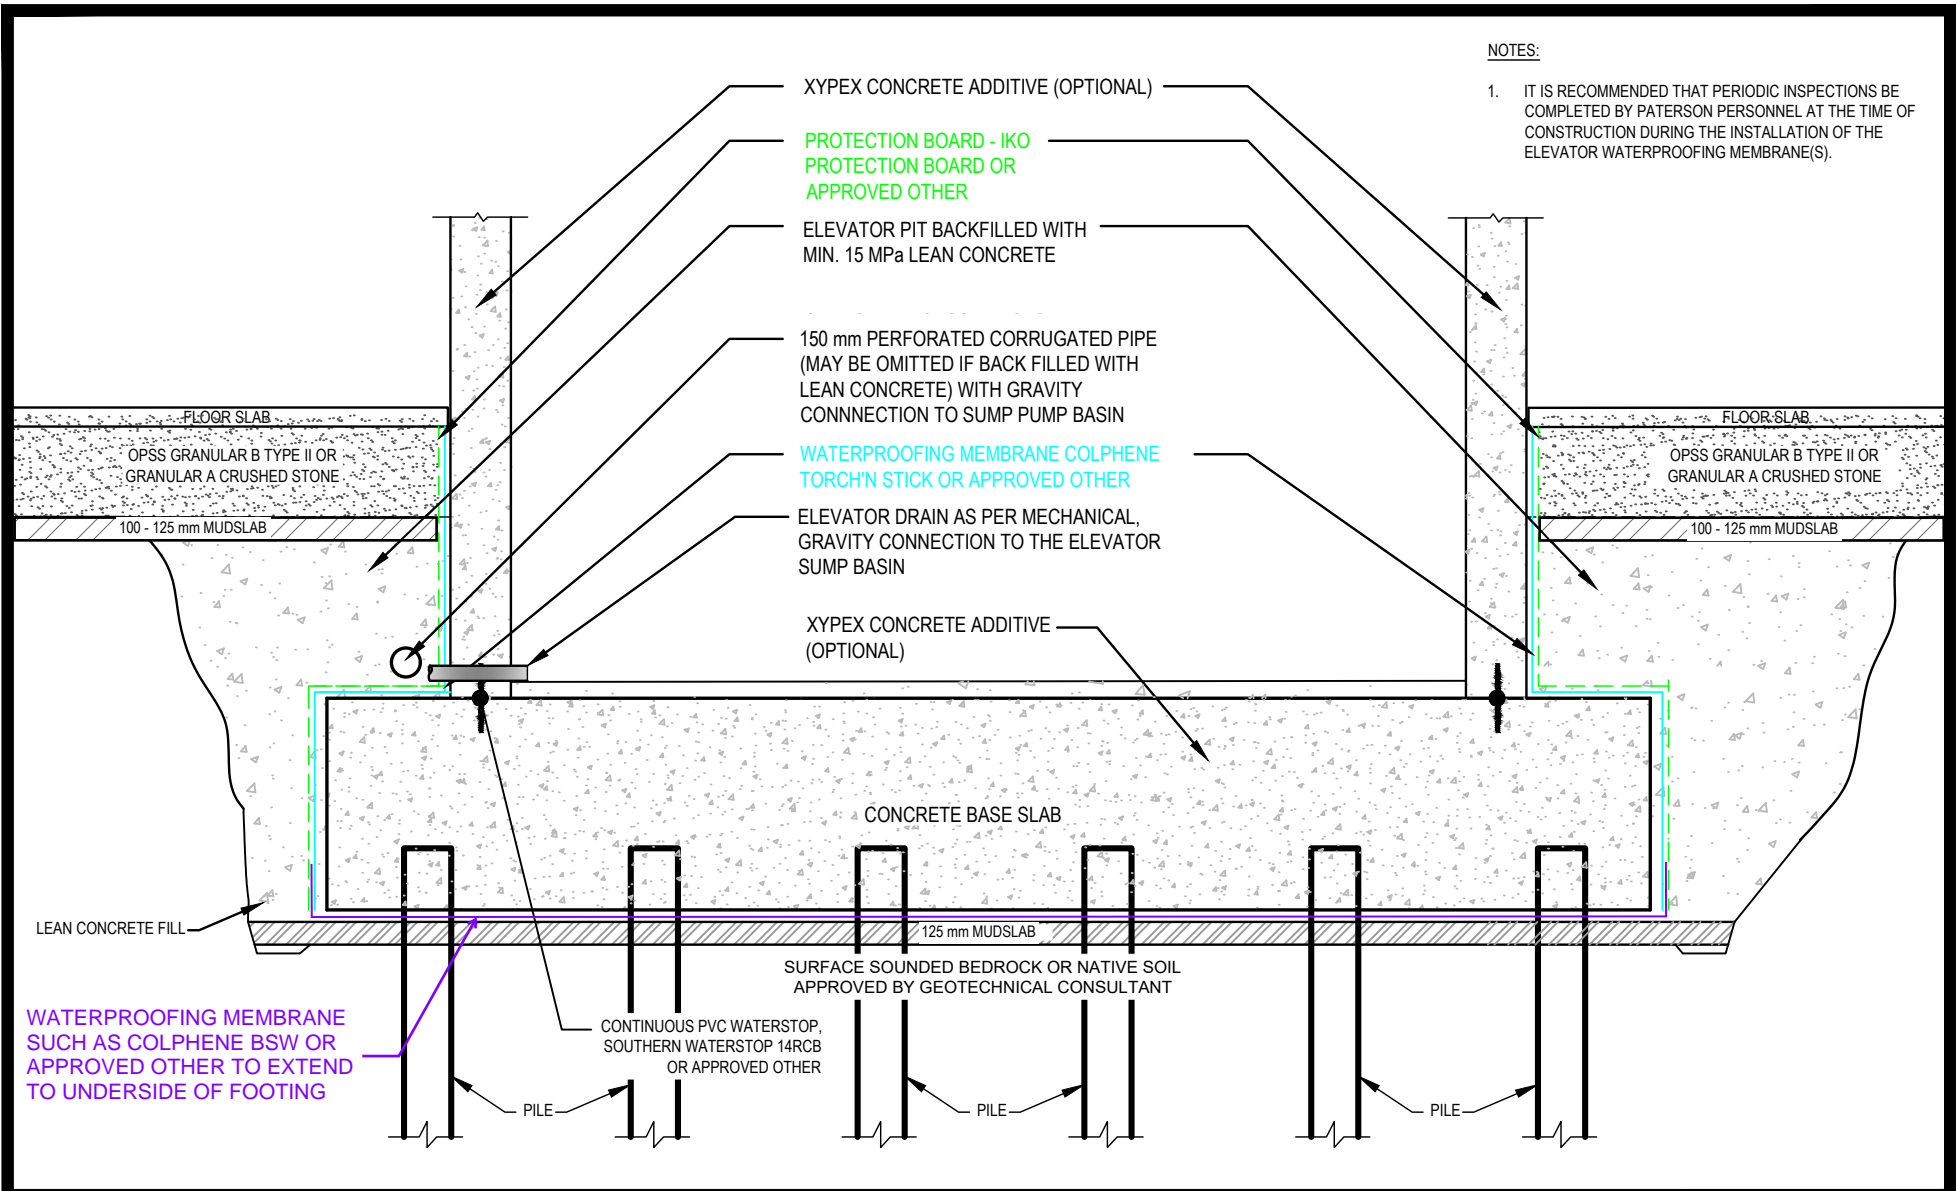 NOTES:
1. IT IS RECOMMENDED THAT PERIODIC INSPECTIONS BE
COMPLETED BY PATERSON PERSONNEL AT THE TIME OF
CONSTRUCTION DURING THE INSTALLATION OF THE
ELEVATOR WATERPROOFING MEMBRANE(S).
XYPEX CONCRETE ADDITIVE (OPTIONAL)
PROTECTION BOARD - IKO
PROTECTION BOARD OR
APPROVED OTHER
ELEVATOR PIT BACKFILLED WITH
MIN. 15 MPa LEAN CONCRETE
150 mm PERFORATED CORRUGATED PIPE
(MAY BE OMITTED IF BACK FILLED WITH
LEAN CONCRETE) WITH GRAVITY
CONNNECTION TO SUMP PUMP BASIN
WATERPROOFING MEMBRANE COLPHENE
TORCH'N STICK OR APPROVED OTHER
ELEVATOR DRAIN AS PER MECHANICAL,
GRAVITY CONNECTION TO THE ELEVATOR
SUMP BASIN
XYPEX CONCRETE ADDITIVE
(OPTIONAL)
FLOOR SLAB
OPSS GRANULAR B TYPE II OR
GRANULAR A CRUSHED STONE
100 - 125 mm MUDSLAB
FLOOR SLAB
OPSS GRANULAR B TYPE II OR
GRANULAR A CRUSHED STONE
100 - 125 mm MUDSLAB
CONCRETE BASE SLAB
LEAN CONCRETE FILL
125 mm MUDSLAB
SURFACE SOUNDED BEDROCK OR NATIVE SOIL
APPROVED BY GEOTECHNICAL CONSULTANT
WATERPROOFING MEMBRANE
SUCH AS COLPHENE BSW OR
APPROVED OTHER TO EXTEND
TO UNDERSIDE OF FOOTING
CONTINUOUS PVC WATERSTOP,
SOUTHERN WATERSTOP 14RCB
OR APPROVED OTHER
PILE
PILE
PILE